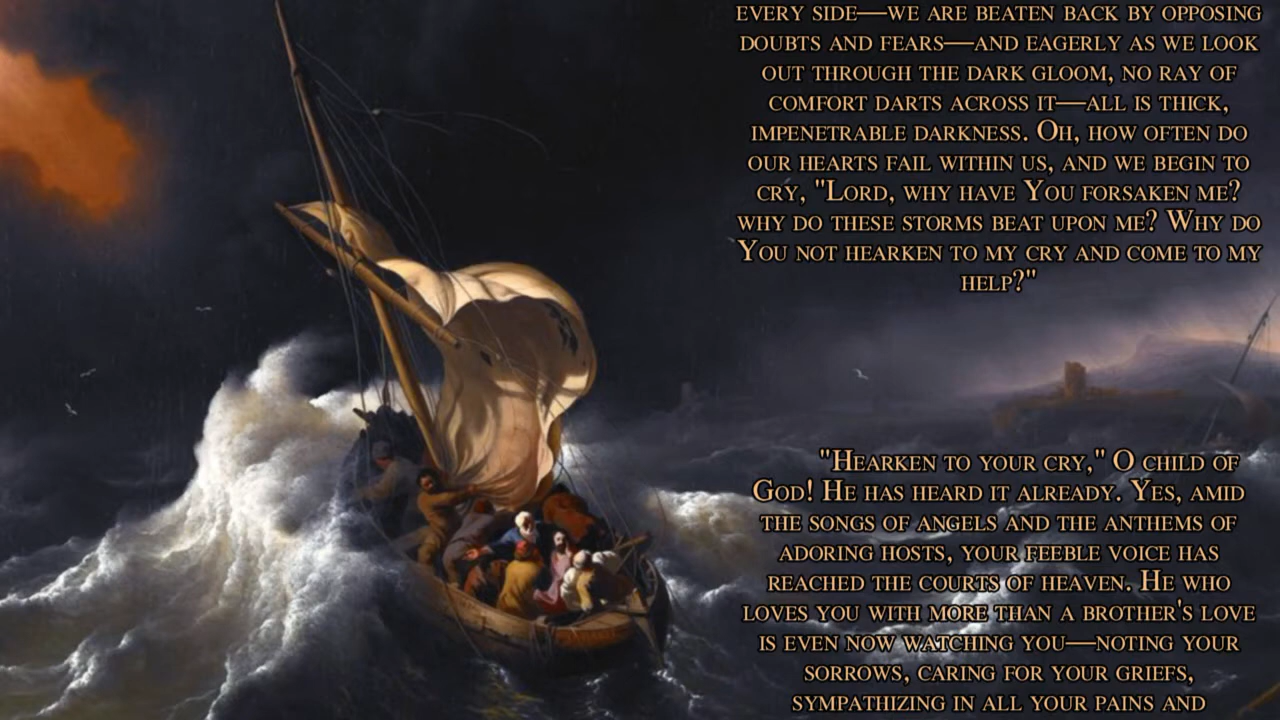 EVERY SIDE—WE ARE BEATEN BACK BY OPPOSING
DOUBTS AND FEARS—AND EAGERLY AS WE LOOK
OUT THROUGH THE DARK GLOOM, NO RAY OF
COMFORT DARTS ACROSS IT—ALL IS THICK,
IMPENETRABLE DARKNESS. OH, HOW OFTEN DO
OUR HEARTS FAIL WITHIN US, AND WE BEGIN TO
CRY, "LORD, WHY HAVE YOU FORSAKEN ME?
WHY DO THESE STORMS BEAT UPON ME? WHY DO
YOU NOT HEARKEN TO MY CRY AND COME TO MY
HELP?"
"HEARKEN TO YOUR CRY," O CHILD OF
GOD! HE HAS HEARD IT ALREADY. YES, AMID
THE SONGS OF ANGELS AND THE ANTHEMS OF
ADORING HOSTS, YOUR FEEBLE VOICE HAS
REACHED THE COURTS OF HEAVEN. HE WHO
LOVES YOU WITH MORE THAN A BROTHER'S LOVE
IS EVEN NOW WATCHING YOU—NOTING YOUR
SORROWS, CARING FOR YOUR GRIEFS,
SYMPATHIZING IN ALL YOUR PAINS AND